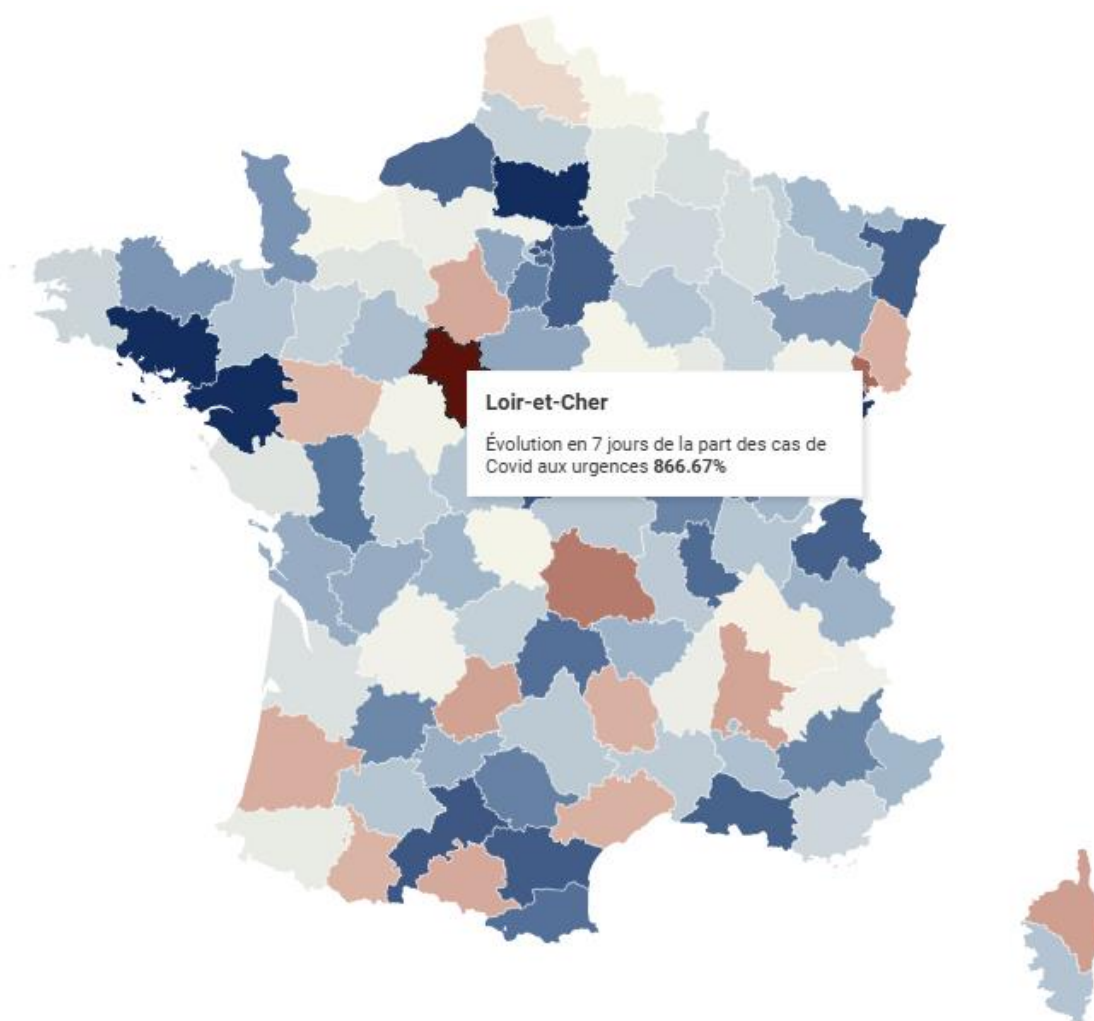 Loir-et-Cher
Évolution en 7 jours de la part des cas de
Covid aux urgences 866.67%